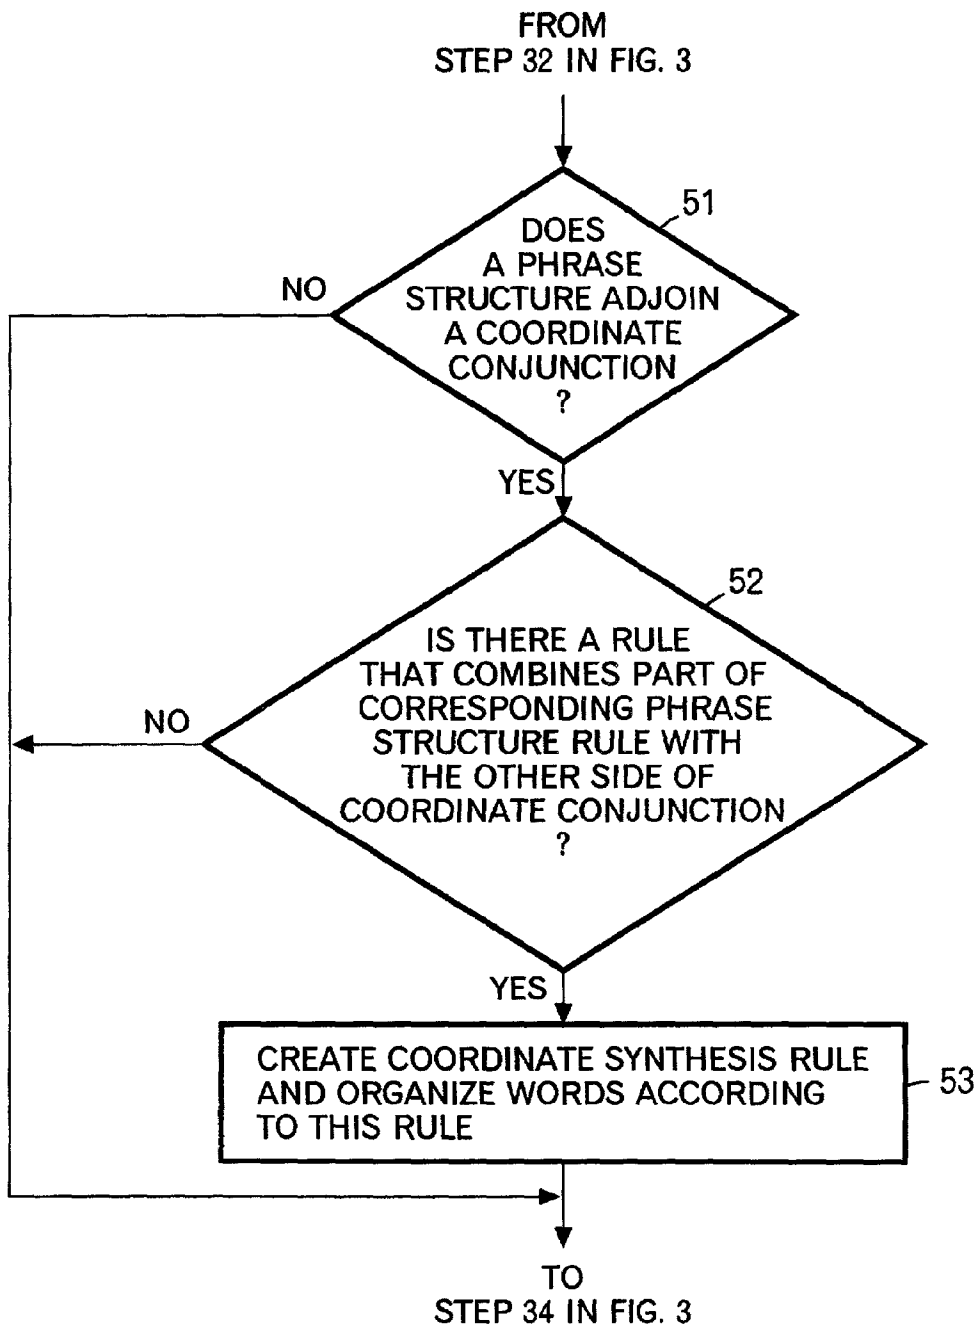 FROM
STEP 32 IN FIG. 3
51
DOES
A PHRASE
STRUCTURE ADJOIN
A COORDINATE
CONJUNCTION
?
NO
YES
52
IS THERE A RULE
THAT COMBINES PART OF
CORRESPONDING PHRASE
STRUCTURE RULE WITH
THE OTHER SIDE OF
COORDINATE CONJUNCTION
?
NO
YES
CREATE COORDINATE SYNTHESIS RULE
AND ORGANIZE WORDS ACCORDING
TO THIS RULE
53
TO
STEP 34 IN FIG. 3